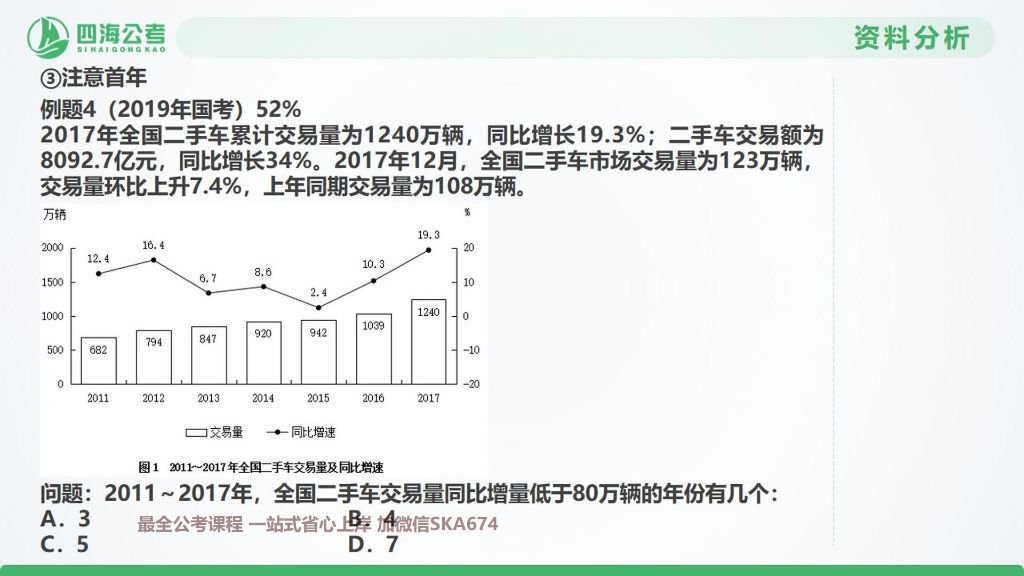 四海公考
SIHAIGONGKAO
资料分析
③注意首年
例题4（2019年国考）52%
2017年全国二手车累计交易量为1240万辆，同比增长19.3%；二手车交易额为
8092.7亿元，同比增长34%。2017年12月，全国二手车市场交易量为123万辆，
交易量环比上升7.4%，上年同期交易量为108万辆。
万辆 %
2000 1500 1000 500 0
20 10 0 -10 -20
12.4 16.4 6.7 8.6 2.4 10.3 19.3
682 794 847 920 942 1039 1240
2011 2012 2013 2014 2015 2016 2017
交易量 同比增速
图1 2011～2017年全国二手车交易量及同比增速
问题：2011～2017年，全国二手车交易量同比增量低于80万辆的年份有几个：
A. 3 B. 4
最全公考课程 一站式省心上岸 加微信SKA674
C. 5 D. 7